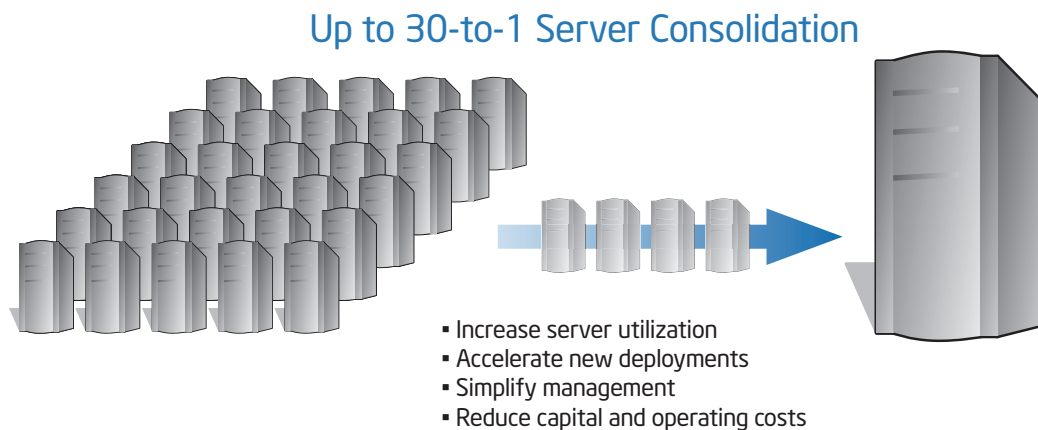 Up to 30-to-1 Server Consolidation
▪ Increase server utilization
▪ Accelerate new deployments
▪ Simplify management
▪ Reduce capital and operating costs